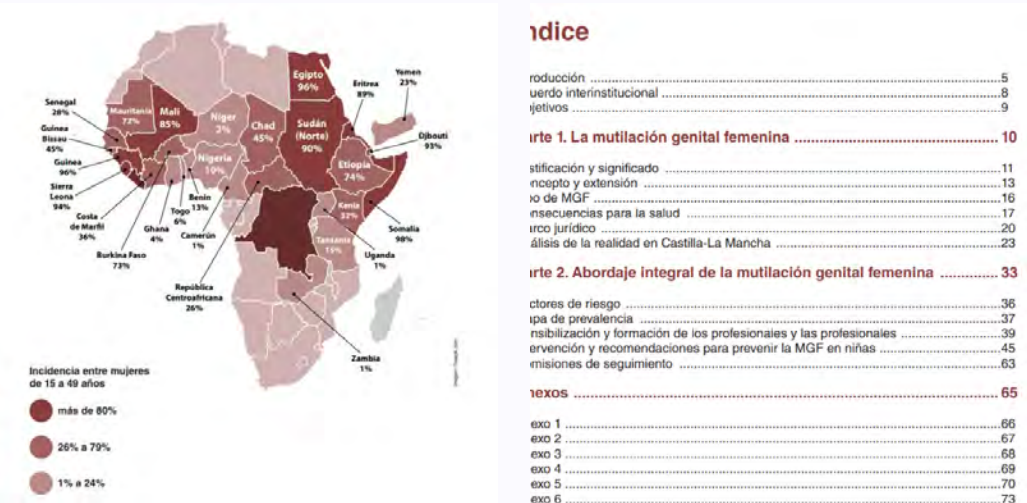 Egipto
96%
Eritrea
89%
Yemen
23%
Senegal
28%
Mauritania
72%
Malí
85%
Níger
2%
Chad
45%
Sudán
(Norte)
90%
Djbouti
93%
Guinea
Bissau
45%
Guinea
96%
Nigeria
19%
Etiopía
74%
Sierra
Leona
94%
Costa
de Marfil
36%
Ghana
4%
Togo
6%
Benín
13%
Camerún
1%
Kenia
32%
Somalia
98%
Burkina Faso
73%
Tanzania
15%
Uganda
1%
República
Centroafricana
26%
Zambia
1%
Incidencia entre mujeres
de 15 a 49 años
más de 80%
26% a 79%
1% a 24%
ndice
roducción 5
uerdo interinstitucional 8
jetivos 9
arte 1. La mutilación genital femenina 10
stificación y significado 11
ncepto y extensión 13
po de MGF 16
nsecuencias para la salud 17
arco jurídico 20
álisis de la realidad en Castilla-La Mancha 23
arte 2. Abordaje integral de la mutilación genital femenina 33
ctores de riesgo 36
apa de prevalencia 37
nsibilización y formación de los profesionales y las profesionales 39
ervención y recomendaciones para prevenir la MGF en niñas 45
misiones de seguimiento 63
nexos 65
exo 1 66
exo 2 67
exo 3 68
exo 4 69
exo 5 70
exo 6 73